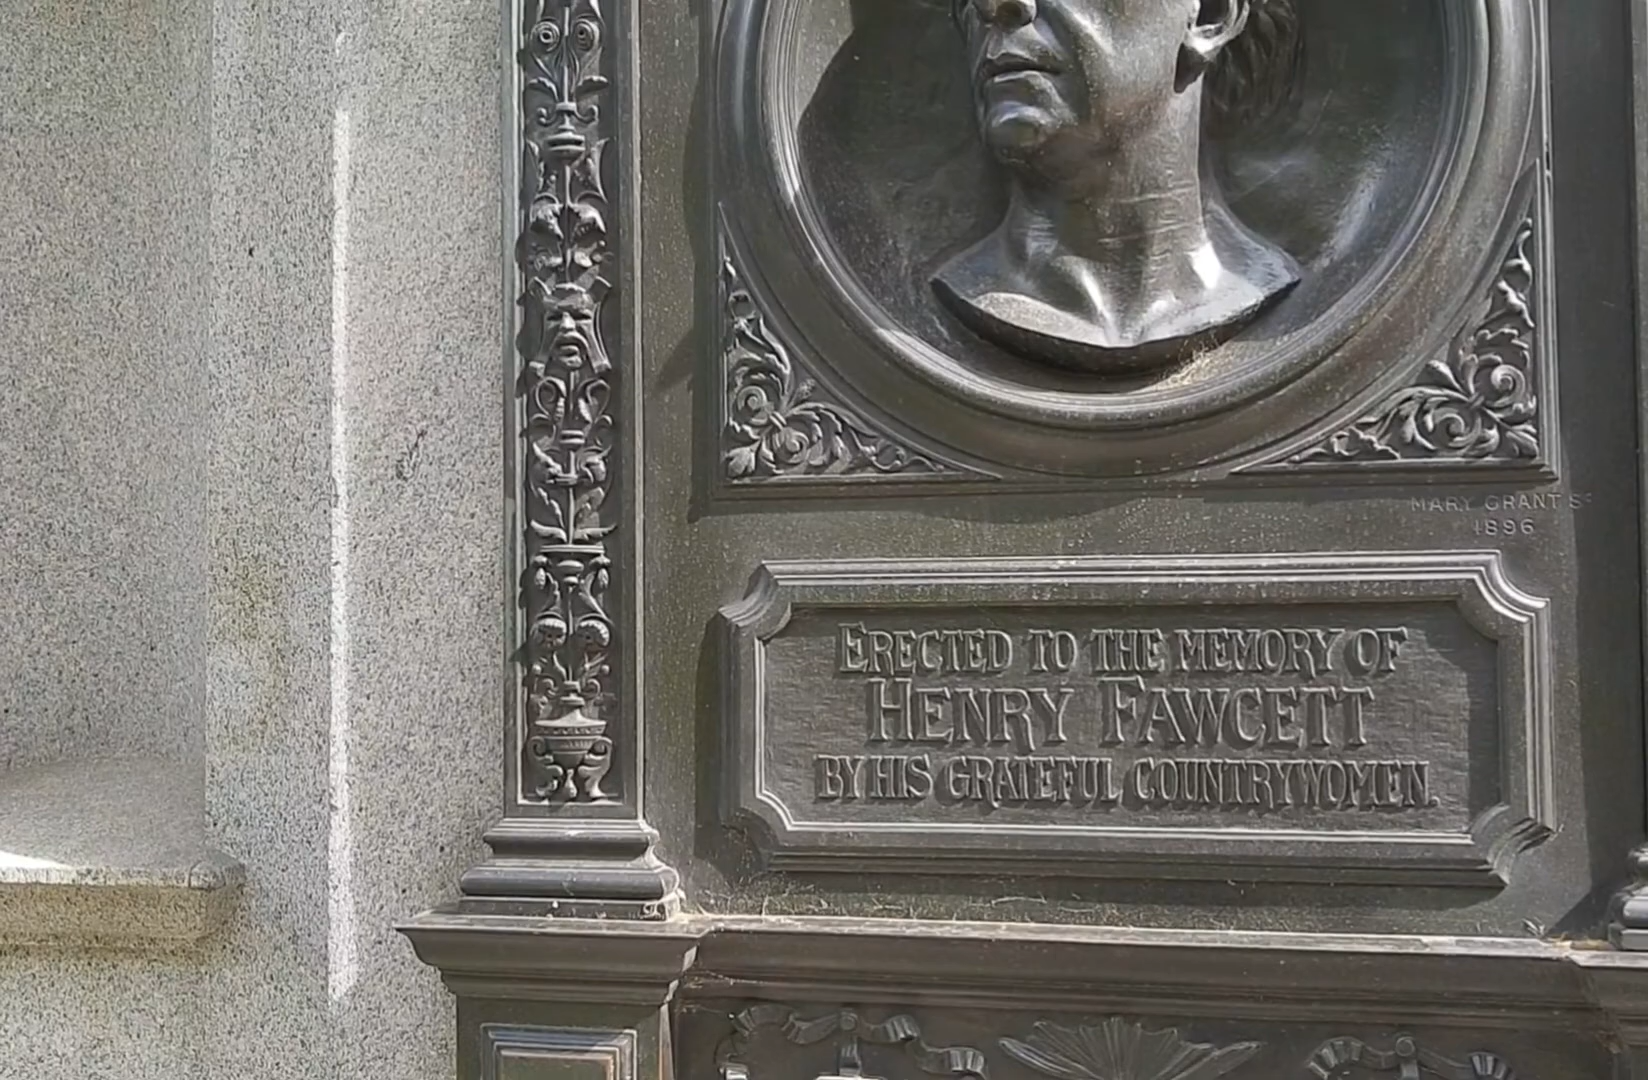 MARY GRANT Sc
1896
ERECTED TO THE MEMORY OF
HENRY FAWCETT
BY HIS GRATEFUL COUNTRYWOMEN.